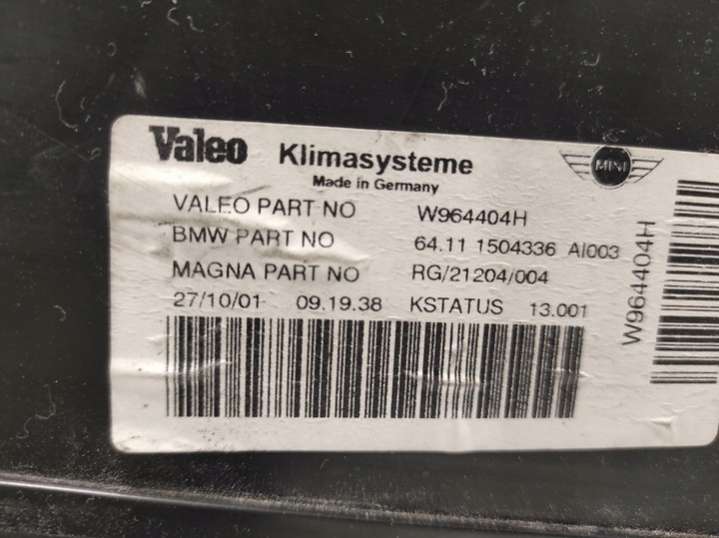 Valeo Klimasysteme
MINI
Made in Germany
VALEO PART NO W964404H
BMW PART NO 64.11 1504336 AI003
MAGNA PART NO RG/21204/004
27/10/01 09.19.38 KSTATUS 13.001
W964404H